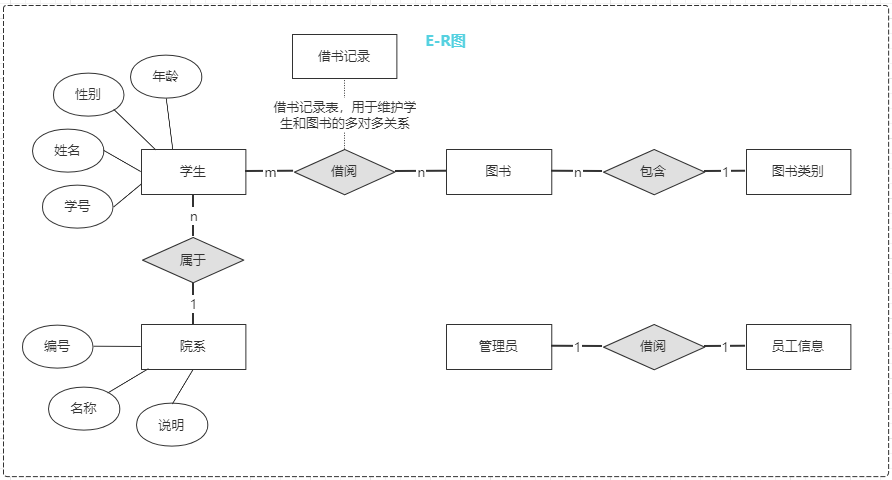 E-R图
借书记录
年龄
性别
借书记录表，用于维护学
生和图书的多对多关系
姓名
学生
m
借阅
n
图书
n
包含
1
图书类别
学号
n
属于
1
编号
院系
管理员
1
借阅
1
员工信息
名称
说明